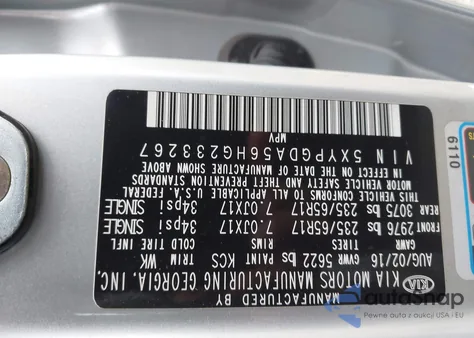 MANUFACTURED BY
KIA MOTORS MANUFACTURING GEORGIA, INC.
KIA
AUG/02/16 GVWR 5622 lbs PAINT KCS TRIM WK
GAWR TIRES RIMS COLD TIRE INFL
FRONT 2976 lbs 235/65R17 7.0JX17 34psi SINGLE
REAR 3075 lbs 235/65R17 7.0JX17 34psi SINGLE
THIS VEHICLE CONFORMS TO ALL APPLICABLE U.S.A. FEDERAL
MOTOR VEHICLE SAFETY AND THEFT PREVENTION STANDARDS
IN EFFECT ON THE DATE OF MANUFACTURE SHOWN ABOVE
VIN 5XYPGDA56HG233267
MPV
6110
autoSnap
Pewne auta z aukcji USA i EU